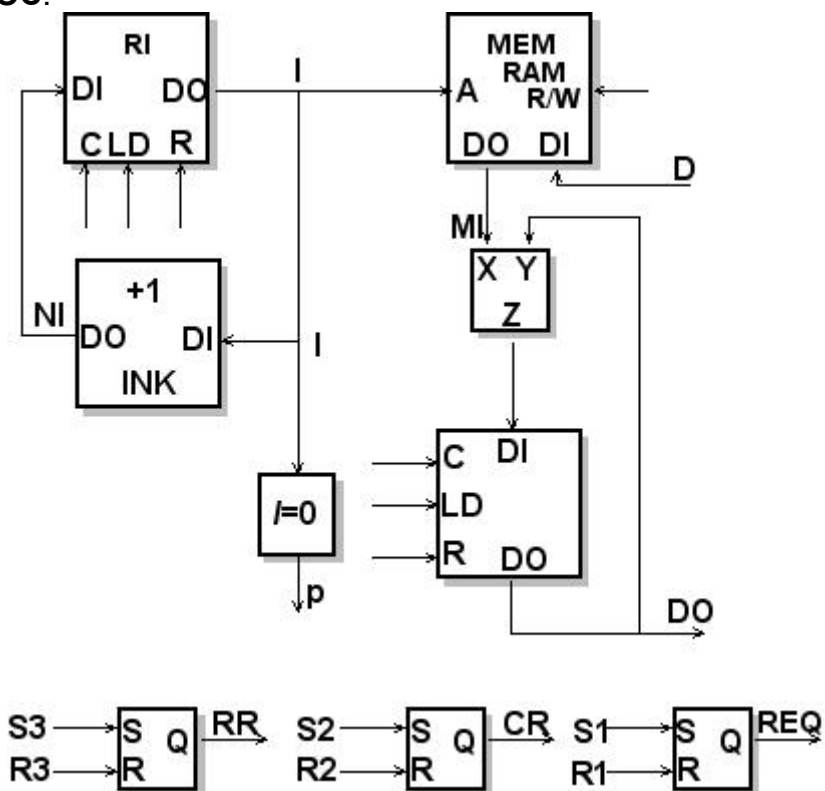 RI
DI DO
C LD R
I
MEM
RAM
R/W
A
DO DI
D
MI
X Y
Z
+1
NI
DO DI
INK
I
I=0
p
C DI
LD
R DO
DO
S3 S Q RR
R3 R
S2 S Q CR
R2 R
S1 S Q REQ
R1 R